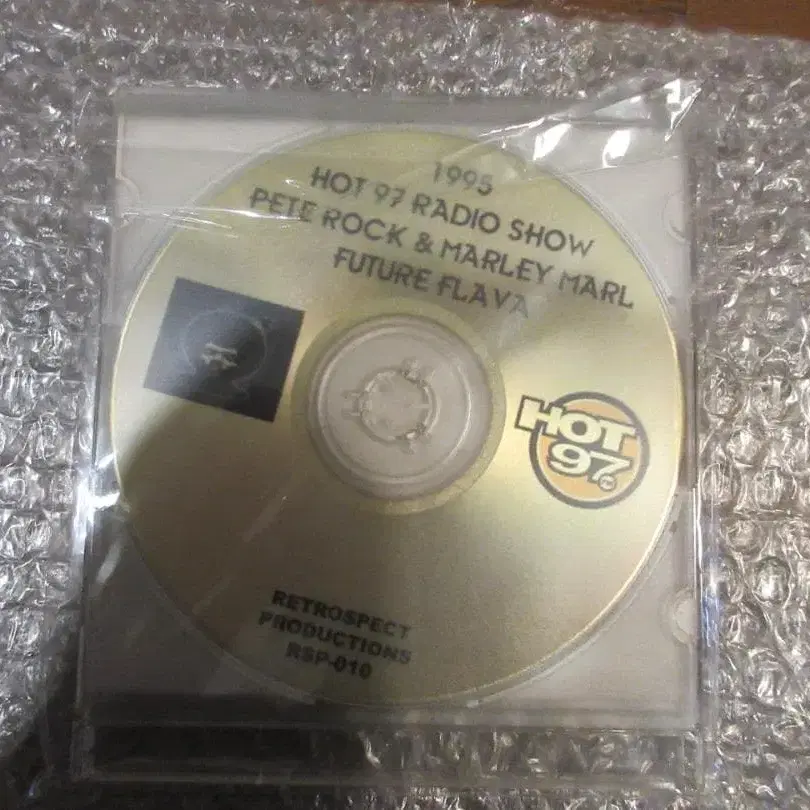 1995
HOT 97 RADIO SHOW
PETE ROCK & MARLEY MARL
FUTURE FLAVA
HOT
97
RETROSPECT
PRODUCTIONS
RSP-010